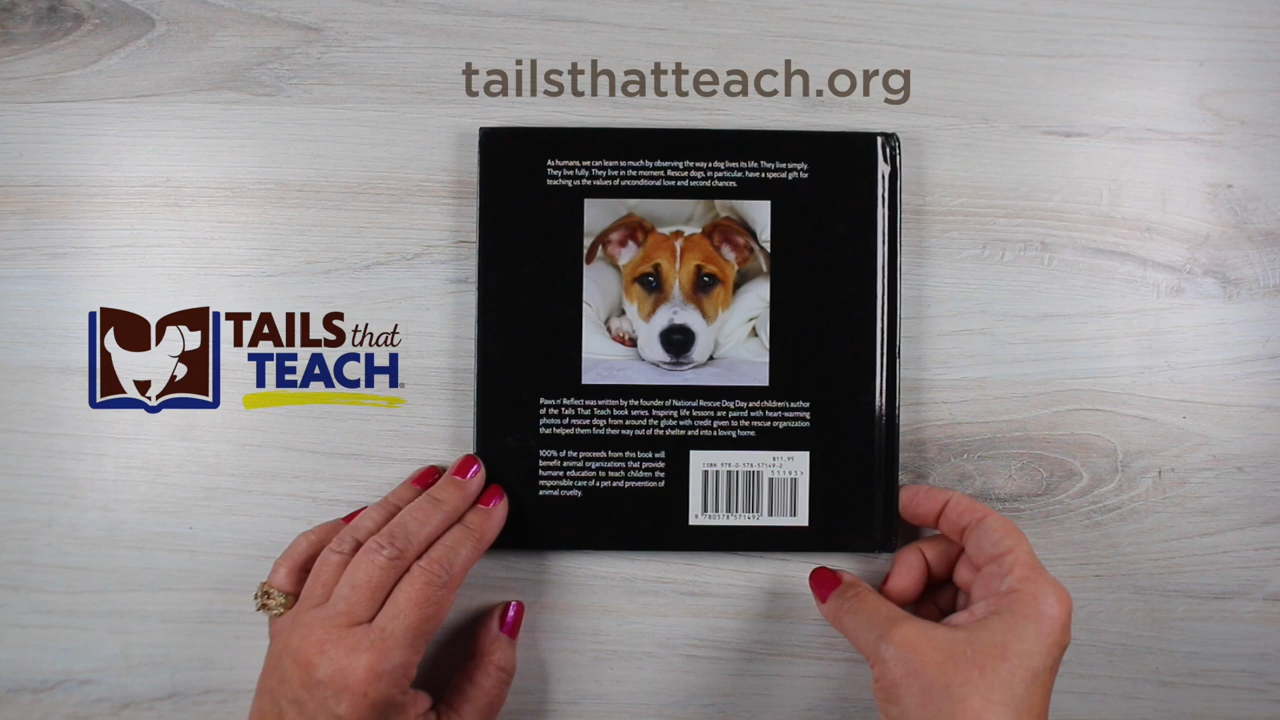 tailsthatteach.org
As humans, we can learn so much by observing the way a dog lives its life. They live simply.
They live fully. They live in the moment. Rescue dogs, in particular, have a special gift for
teaching us the values of unconditional love and second chances.
TAILS that
TEACH
Paws n' Reflect was written by the founder of National Rescue Dog Day and children's author
of the Tails That Teach book series. Inspiring life lessons are paired with heart-warming
photos of rescue dogs from around the globe with credit given to the rescue organization
that helped them find their way out of the shelter and into a loving home.
100% of the proceeds from this book will
benefit animal organizations that provide
humane education to teach children the
responsible care of a pet and prevention of
animal cruelty.
$11.95
ISBN 978-0-578-57149-2
51195>
9 780578 571492